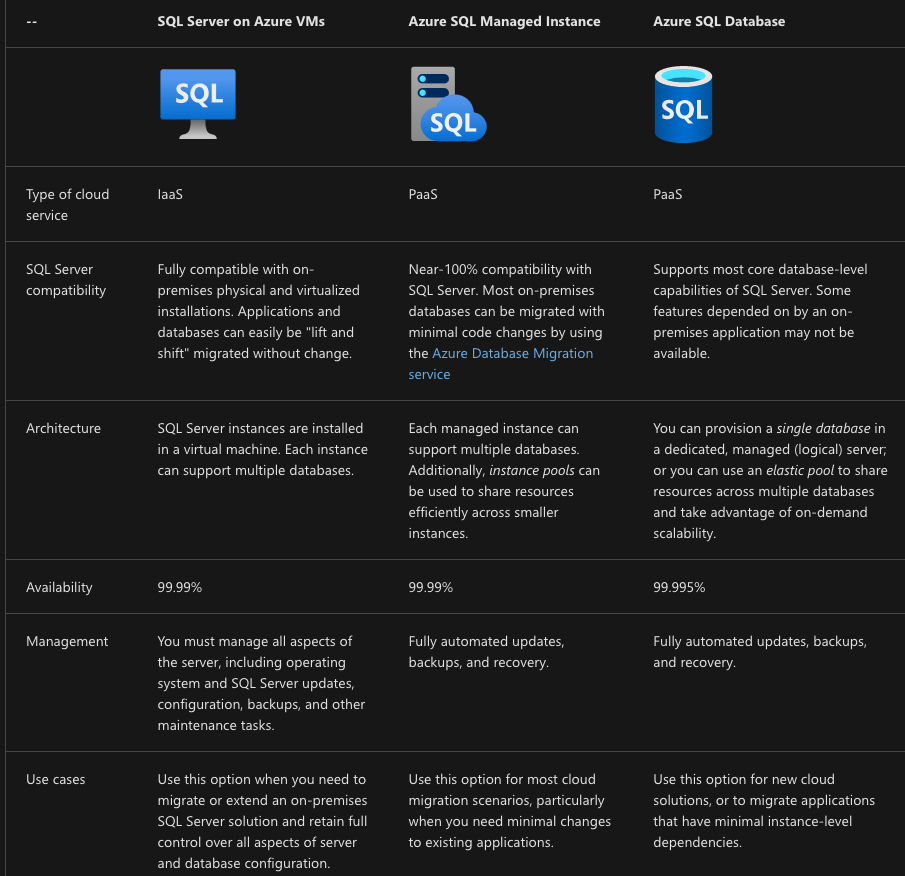 -- SQL Server on Azure VMs Azure SQL Managed Instance Azure SQL Database
SQL SQL SQL
Type of cloud
service
IaaS
PaaS
PaaS
SQL Server
compatibility
Fully compatible with on-
premises physical and virtualized
installations. Applications and
databases can easily be "lift and
shift" migrated without change.
Near-100% compatibility with
SQL Server. Most on-premises
databases can be migrated with
minimal code changes by using
the Azure Database Migration
service
Supports most core database-level
capabilities of SQL Server. Some
features depended on by an on-
premises application may not be
available.
Architecture
SQL Server instances are installed
in a virtual machine. Each instance
can support multiple databases.
Each managed instance can
support multiple databases.
Additionally, instance pools can
be used to share resources
efficiently across smaller
instances.
You can provision a single database in
a dedicated, managed (logical) server;
or you can use an elastic pool to share
resources across multiple databases
and take advantage of on-demand
scalability.
Availability
99.99%
99.99%
99.995%
Management
You must manage all aspects of
the server, including operating
system and SQL Server updates,
configuration, backups, and other
maintenance tasks.
Fully automated updates,
backups, and recovery.
Fully automated updates, backups,
and recovery.
Use cases
Use this option when you need to
migrate or extend an on-premises
SQL Server solution and retain full
control over all aspects of server
and database configuration.
Use this option for most cloud
migration scenarios, particularly
when you need minimal changes
to existing applications.
Use this option for new cloud
solutions, or to migrate applications
that have minimal instance-level
dependencies.